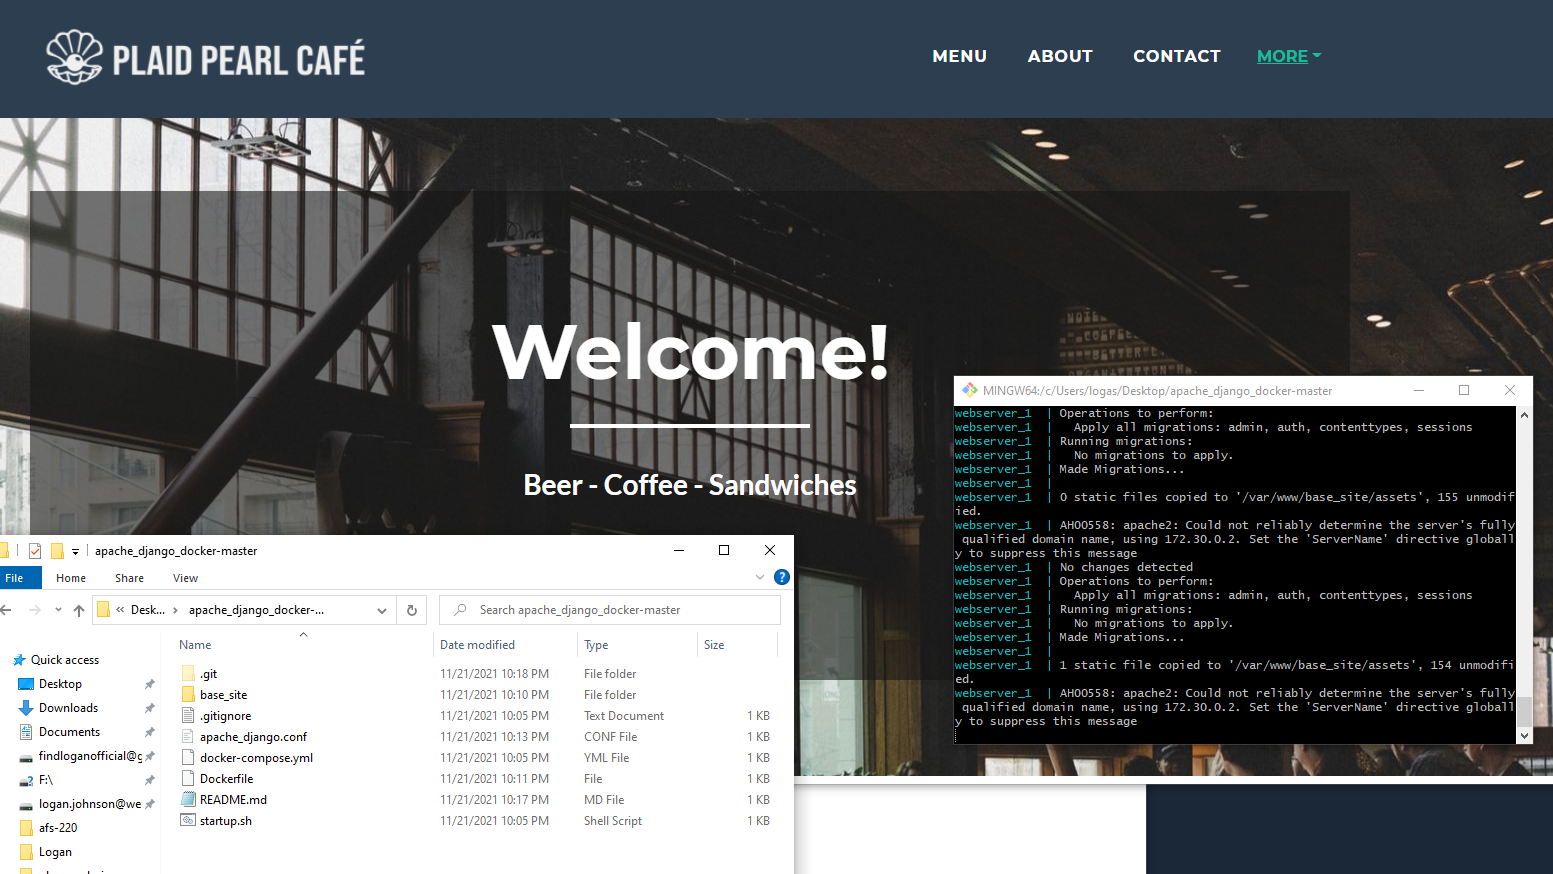 PLAID PEARL CAFÉ
MENU
ABOUT
CONTACT
MORE
Welcome!
Beer - Coffee - Sandwiches
MINGW64:/c/Users/logas/Desktop/apache_django_docker-master
webserver_1 | Operations to perform:
webserver_1 |   Apply all migrations: admin, auth, contenttypes, sessions
webserver_1 | Running migrations:
webserver_1 |   No migrations to apply.
webserver_1 | Made Migrations...
webserver_1 |
webserver_1 | 0 static files copied to '/var/www/base_site/assets', 155 unmodif
ied.
webserver_1 | AH00558: apache2: Could not reliably determine the server's fully
 qualified domain name, using 172.30.0.2. Set the 'ServerName' directive globall
y to suppress this message
webserver_1 | No changes detected
webserver_1 | Operations to perform:
webserver_1 |   Apply all migrations: admin, auth, contenttypes, sessions
webserver_1 | Running migrations:
webserver_1 |   No migrations to apply.
webserver_1 | Made Migrations...
webserver_1 |
webserver_1 | 1 static file copied to '/var/www/base_site/assets', 154 unmodifi
ed.
webserver_1 | AH00558: apache2: Could not reliably determine the server's fully
 qualified domain name, using 172.30.0.2. Set the 'ServerName' directive globall
y to suppress this message
apache_django_docker-master
File Home Share View
« Desk... › apache_django_docker-...
Search apache_django_docker-master
Name Date modified Type Size
Quick access
Desktop
Downloads
Documents
findloganofficial@g
F:\
logan.johnson@we
afs-220
Logan
.git 11/21/2021 10:18 PM File folder
base_site 11/21/2021 10:10 PM File folder
.gitignore 11/21/2021 10:05 PM Text Document 1 KB
apache_django.conf 11/21/2021 10:13 PM CONF File 1 KB
docker-compose.yml 11/21/2021 10:05 PM YML File 1 KB
Dockerfile 11/21/2021 10:11 PM File 1 KB
README.md 11/21/2021 10:17 PM MD File 1 KB
startup.sh 11/21/2021 10:05 PM Shell Script 1 KB